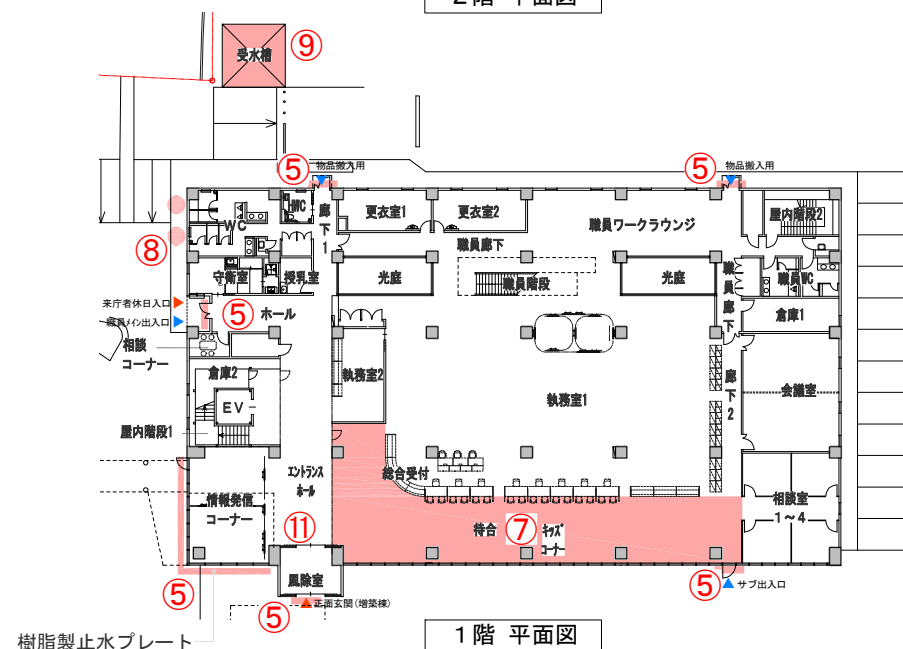 2階 平面図
受水槽
⑨
⑤
物品搬入用
⑤
物品搬入用
WC
WC
廊下1
更衣室1
更衣室2
職員ワークラウンジ
屋内階段2
⑧
職員廊下
守衛室
授乳室
光庭
職員階段
光庭
職員廊下
職員WC
来庁者休日入口
職員メイン出入口
⑤
ホール
倉庫1
相談
コーナー
倉庫2
執務室2
執務室1
廊下2
会議室
EV
屋内階段1
総合受付
エントランス
ホール
情報発信
コーナー
相談室
1～4
⑪
待合
⑦
キッズ
コーナー
風除室
⑤
⑤
正面玄関(増築棟)
⑤
サブ出入口
樹脂製止水プレート
1階 平面図